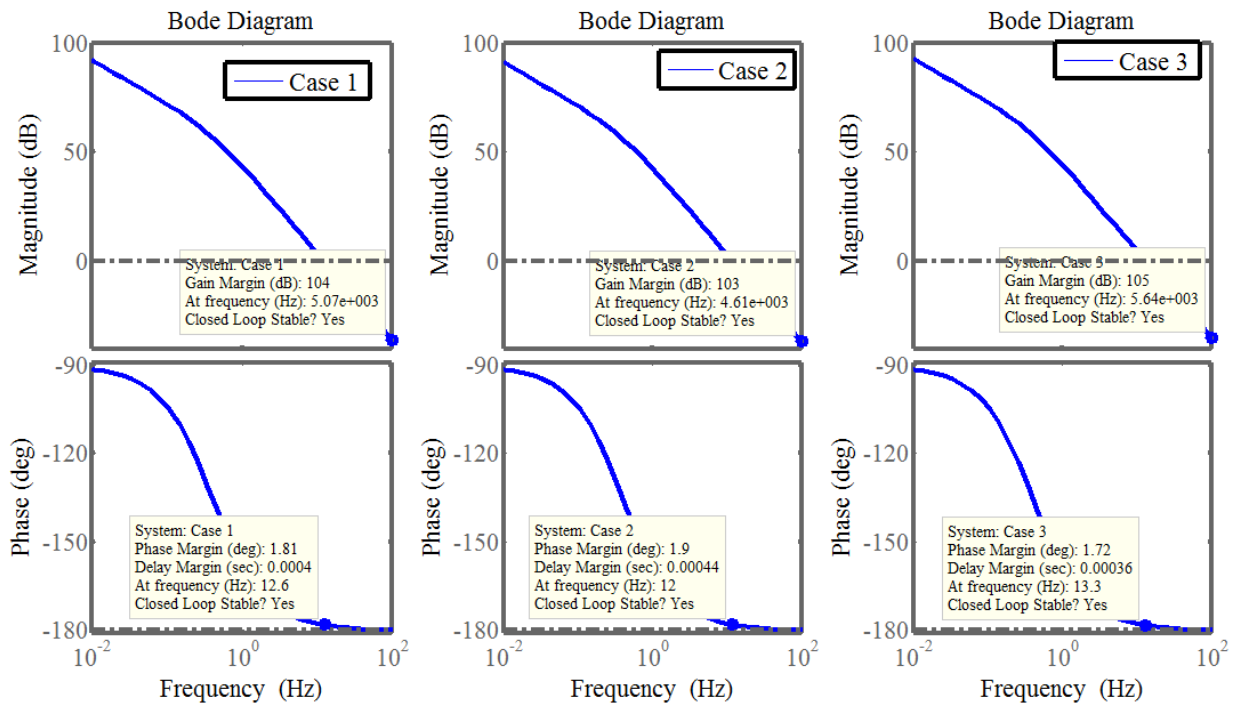 Bode Diagram
Case 1
Magnitude (dB)
100
50
0
System: Case 1
Gain Margin (dB): 104
At frequency (Hz): 5.07e+003
Closed Loop Stable? Yes
Phase (deg)
-90
-120
-150
-180
System: Case 1
Phase Margin (deg): 1.81
Delay Margin (sec): 0.0004
At frequency (Hz): 12.6
Closed Loop Stable? Yes
10^-2 10^0 10^2
Frequency (Hz)
Bode Diagram
Case 2
Magnitude (dB)
100
50
0
System: Case 2
Gain Margin (dB): 103
At frequency (Hz): 4.61e+003
Closed Loop Stable? Yes
Phase (deg)
-90
-120
-150
-180
System: Case 2
Phase Margin (deg): 1.9
Delay Margin (sec): 0.00044
At frequency (Hz): 12
Closed Loop Stable? Yes
10^-2 10^0 10^2
Frequency (Hz)
Bode Diagram
Case 3
Magnitude (dB)
100
50
0
System: Case 3
Gain Margin (dB): 105
At frequency (Hz): 5.64e+003
Closed Loop Stable? Yes
Phase (deg)
-90
-120
-150
-180
System: Case 3
Phase Margin (deg): 1.72
Delay Margin (sec): 0.00036
At frequency (Hz): 13.3
Closed Loop Stable? Yes
10^-2 10^0 10^2
Frequency (Hz)